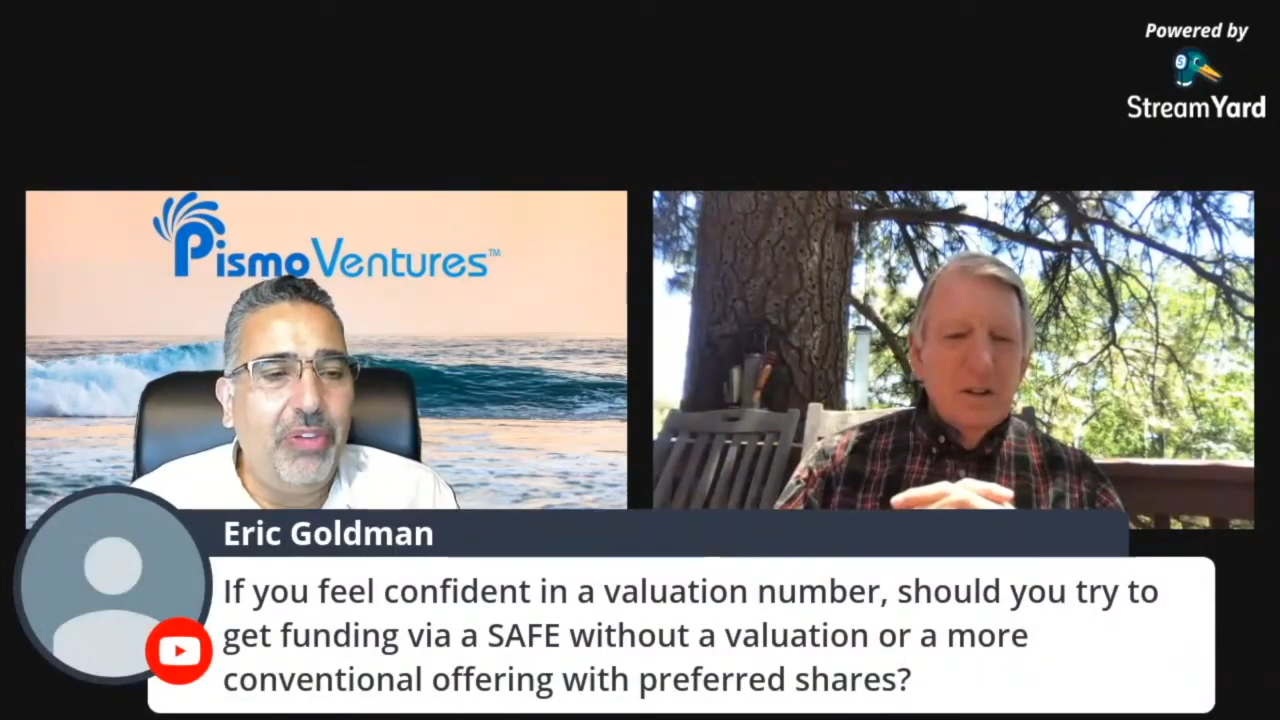 Powered by
StreamYard
PismoVentures™
Eric Goldman
If you feel confident in a valuation number, should you try to
get funding via a SAFE without a valuation or a more
conventional offering with preferred shares?